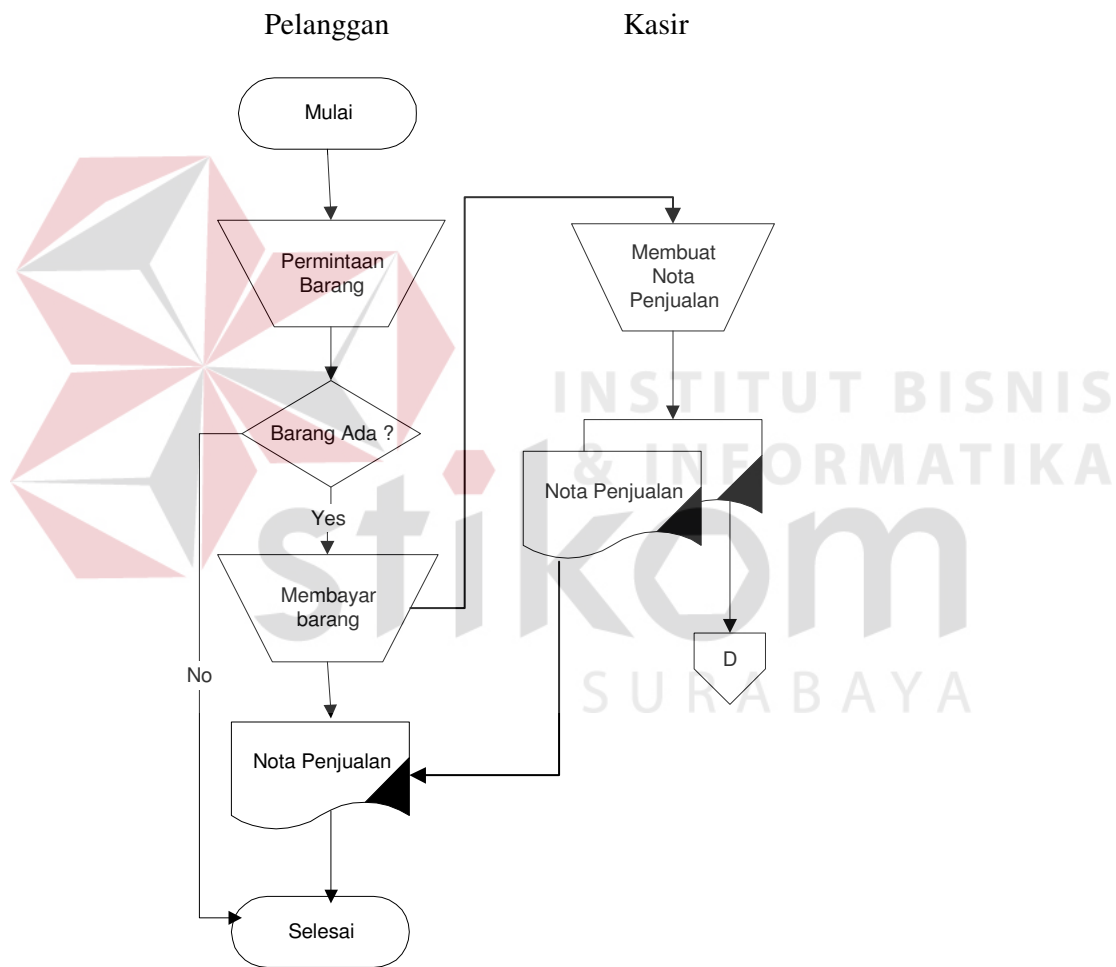 Pelanggan
Kasir
Mulai
Permintaan
Barang
Barang Ada ?
Yes
No
Membayar
barang
Nota Penjualan
Selesai
Membuat
Nota
Penjualan
Nota Penjualan
D
INSTITUT BISNIS
& INFORMATIKA
stikom
SURABAYA